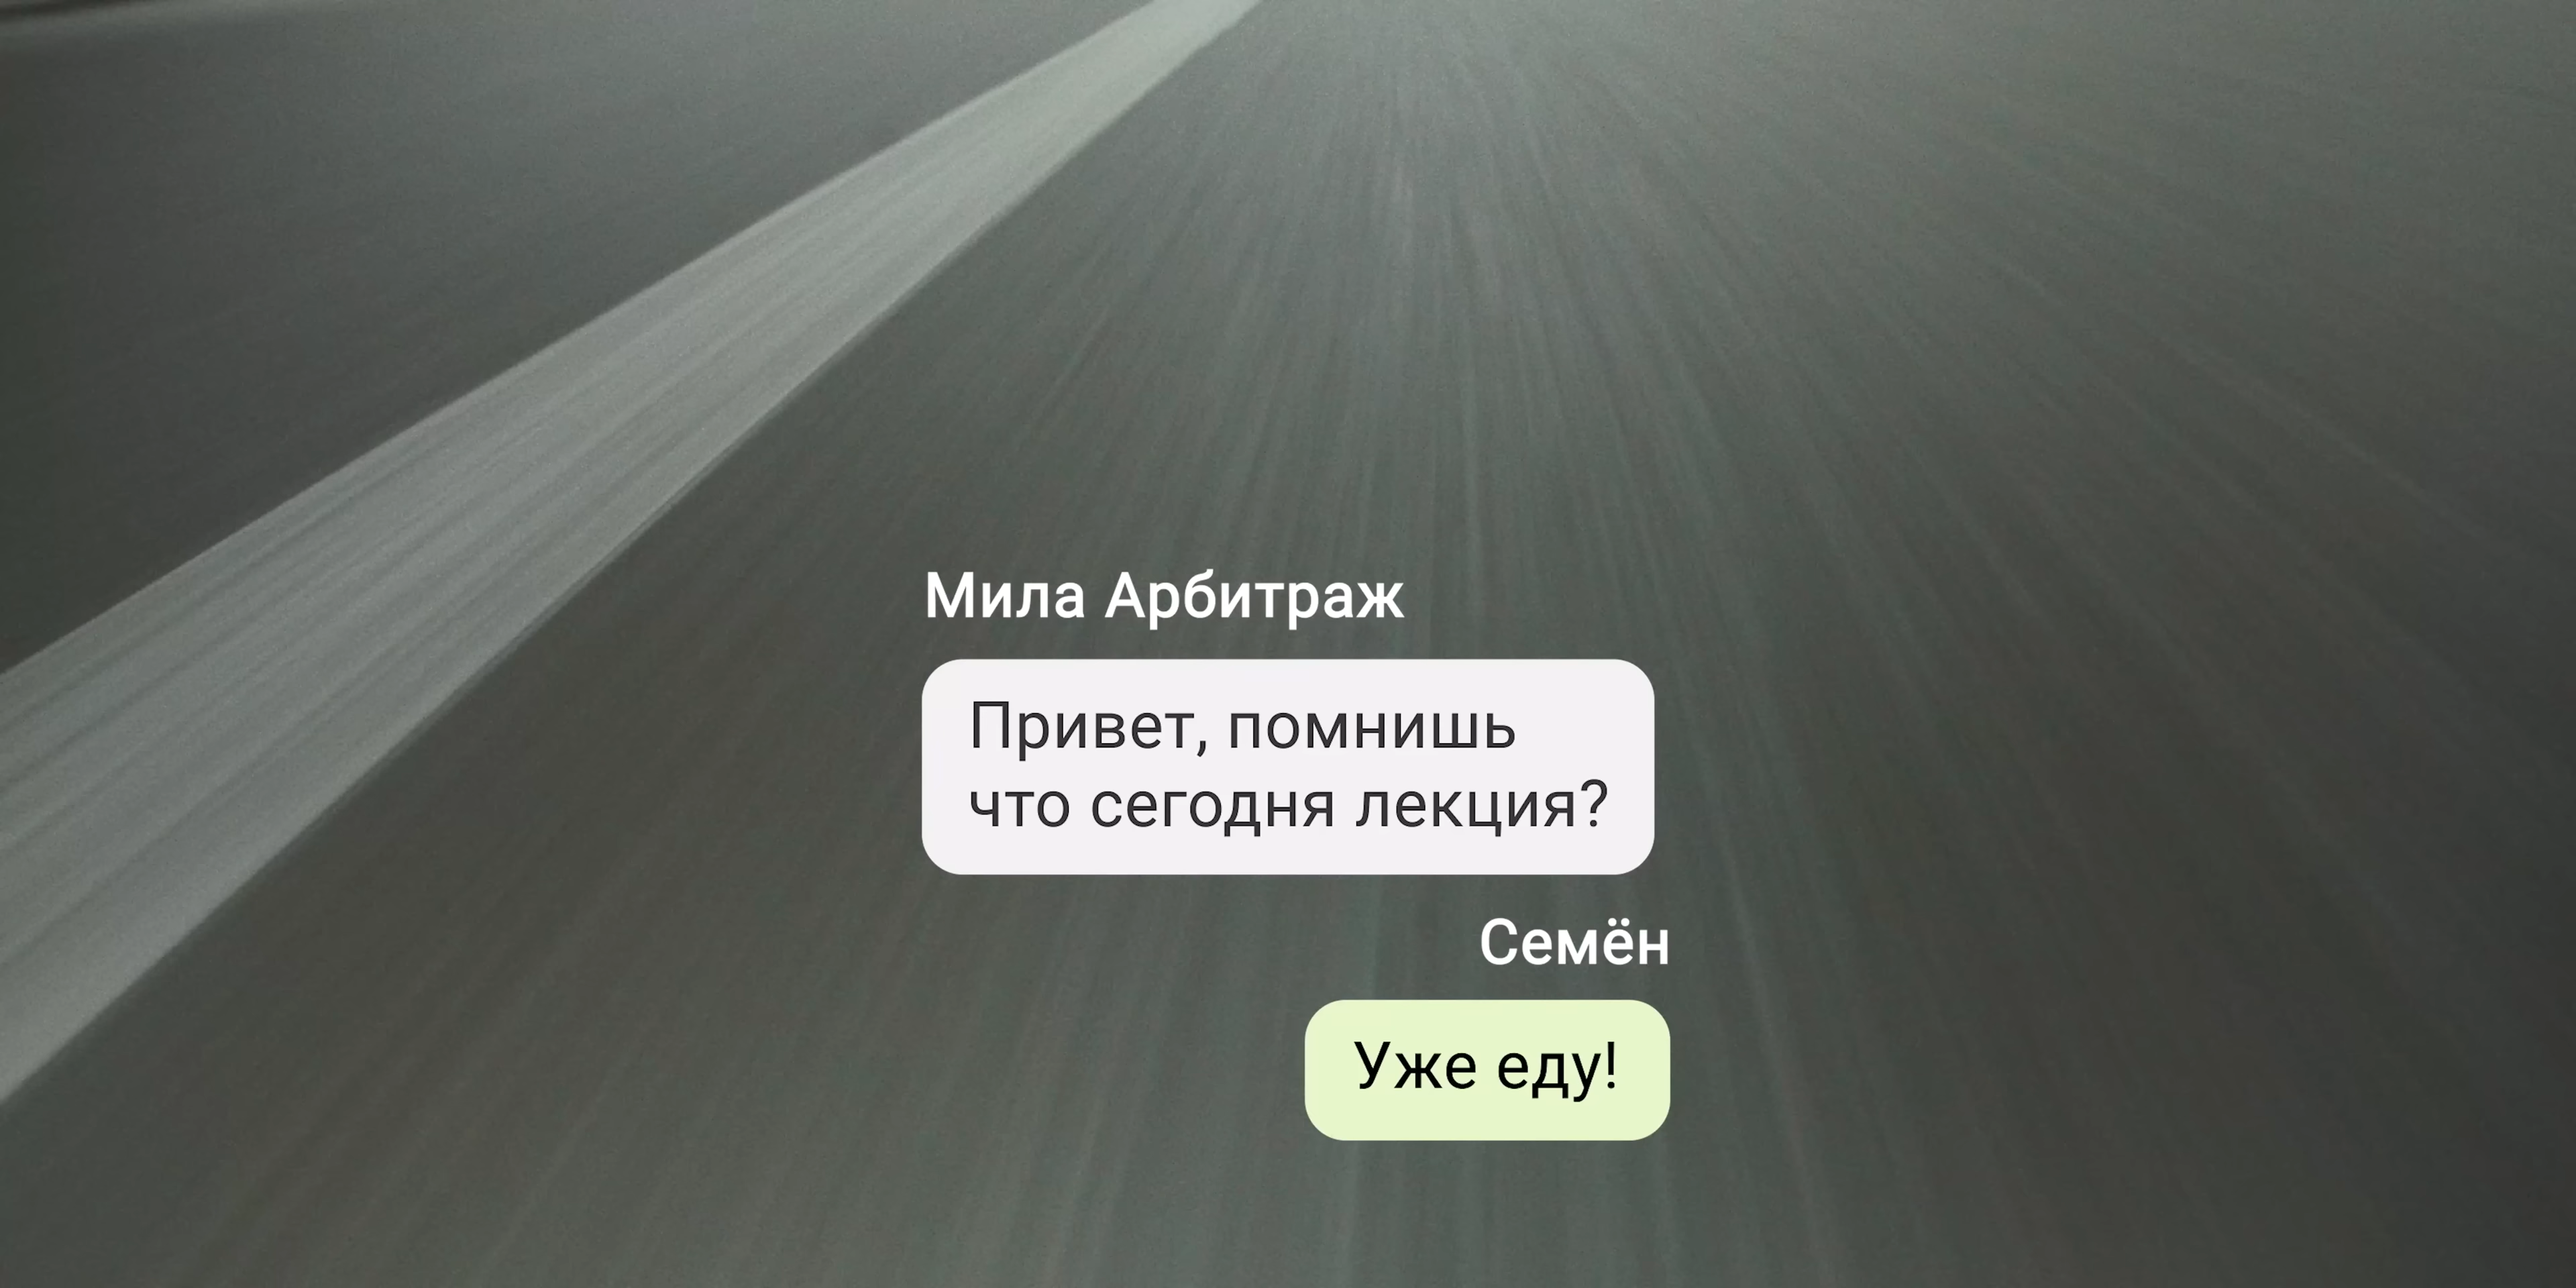 Мила Арбитраж
Привет, помнишь
что сегодня лекция?
Семён
Уже еду!